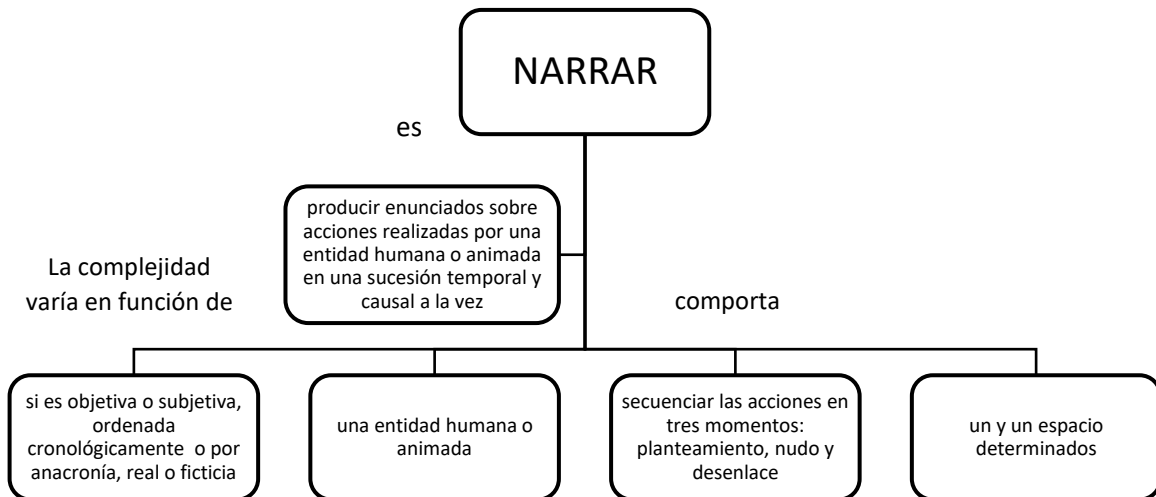 NARRAR
es
producir enunciados sobre
acciones realizadas por una
entidad humana o animada
en una sucesión temporal y
causal a la vez
La complejidad
varía en función de
comporta
si es objetiva o subjetiva,
ordenada
cronológicamente o por
anacronía, real o ficticia
una entidad humana o
animada
secuenciar las acciones en
tres momentos:
planteamiento, nudo y
desenlace
un y un espacio
determinados